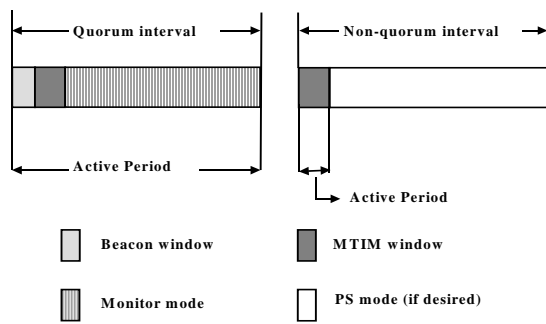 Quorum interval
Non-quorum interval
Active Period
Active Period
Beacon window
MTIM window
Monitor mode
PS mode (if desired)